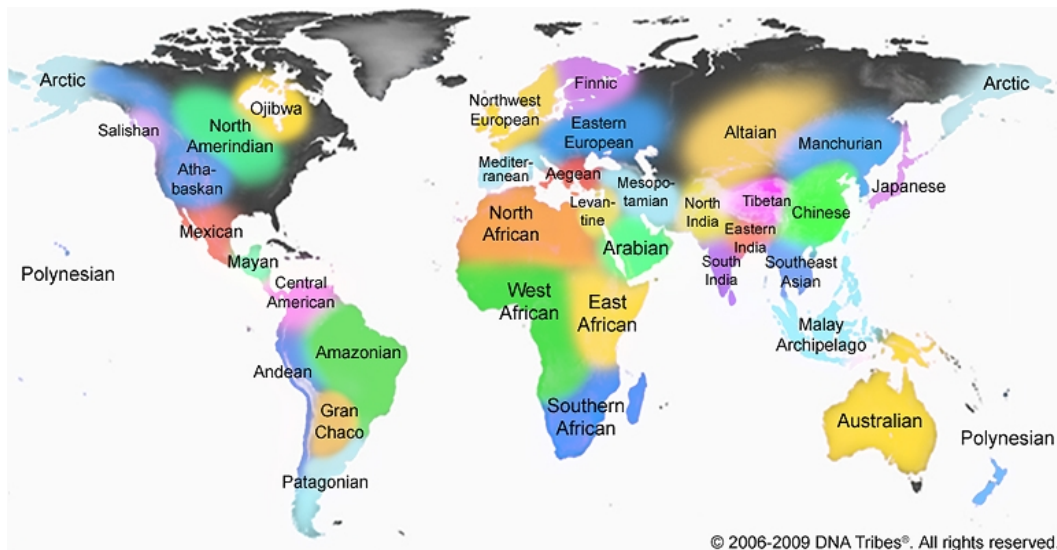 Arctic
Ojibwa
North
Amerindian
Salishan
Atha-
baskan
Mexican
Mayan
Polynesian
Central
American
Amazonian
Andean
Gran
Chaco
Patagonian
Northwest
European
Finnic
Eastern
European
Mediter-
ranean
Aegean
Mesopo-
tamian
Levan-
tine
North
African
Arabian
West
African
East
African
Southern
African
Altaian
Manchurian
Arctic
Japanese
Tibetan
Chinese
North
India
Eastern
India
South
India
Southeast
Asian
Malay
Archipelago
Australian
Polynesian
© 2006-2009 DNA Tribes®. All rights reserved